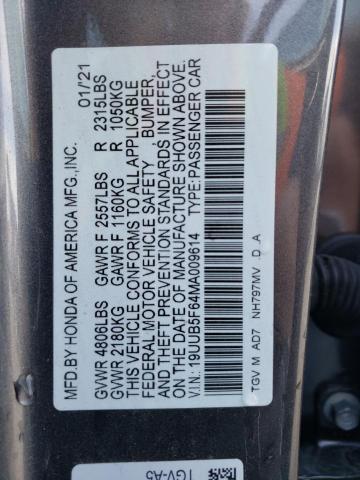 MFD.BY HONDA OF AMERICA MFG.,INC. 01/'21
GVWR 4806LBS GAWR F 2557LBS R 2315LBS
GVWR 2180KG GAWR F 1160KG R 1050KG
THIS VEHICLE CONFORMS TO ALL APPLICABLE
FEDERAL MOTOR VEHICLE SAFETY BUMPER,
AND THEFT PREVENTION STANDARDS IN EFFECT
ON THE DATE OF MANUFACTURE SHOWN ABOVE.
V.I.N.: 19UUB5F64MA009614 TYPE:PASSENGER CAR
TGV M AD7 NH797MV D A
TGV-A5